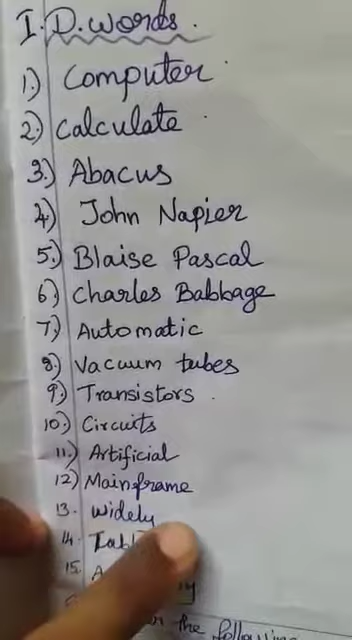 I. D. words.
1.) Computer
2.) Calculate
3.) Abacus
4.) John Napier
5.) Blaise Pascal
6.) Charles Babbage
7.) Automatic
8.) Vacuum tubes
9.) Transistors.
10.) Circuits
11.) Artificial
12.) Mainframe
13. Widely
14.
15.
the following